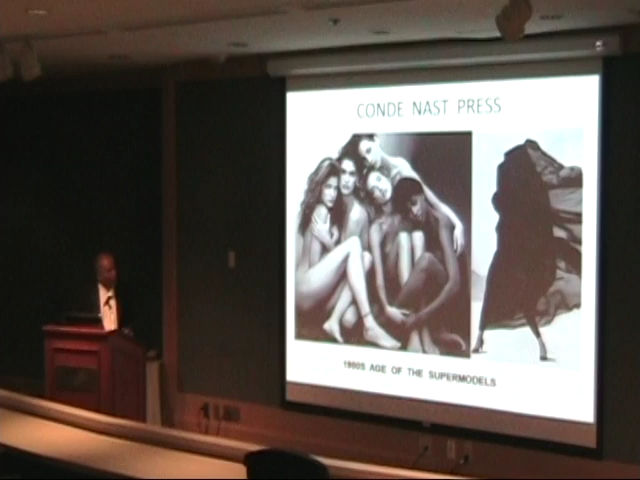 CONDE NAST PRESS
1980S AGE OF THE SUPERMODELS